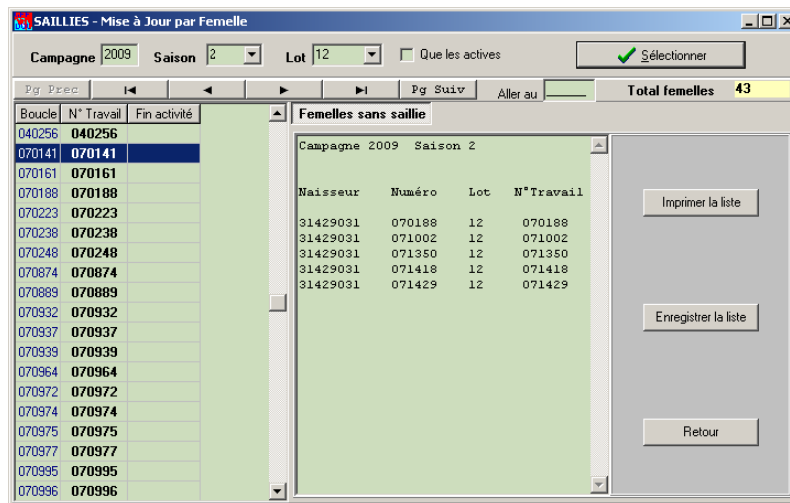 SAILLIES - Mise à Jour par Femelle
Campagne 2009 Saison 2 Lot 12 Que les actives Sélectionner
Pg Prec Pg Suiv Aller au Total femelles 43
Boucle N° Travail Fin activité
040256 040256
070141 070141
070161 070161
070188 070188
070223 070223
070238 070238
070248 070248
070874 070874
070889 070889
070932 070932
070937 070937
070939 070939
070964 070964
070972 070972
070974 070974
070975 070975
070977 070977
070995 070995
070996 070996
Femelles sans saillie
Campagne 2009 Saison 2
Naisseur Numéro Lot N°Travail
31429031 070188 12 070188
31429031 071002 12 071002
31429031 071350 12 071350
31429031 071418 12 071418
31429031 071429 12 071429
Imprimer la liste
Enregistrer la liste
Retour